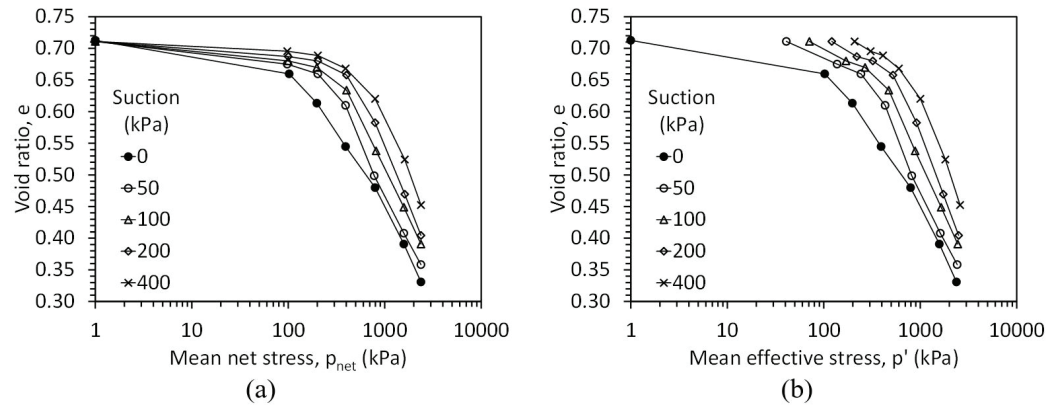 0.75
0.70
0.65
0.60
0.55
0.50
0.45
0.40
0.35
0.30
Void ratio, e
Suction
(kPa)
0
50
100
200
400
1 10 100 1000 10000
Mean net stress, pnet (kPa)
(a)
0.75
0.70
0.65
0.60
0.55
0.50
0.45
0.40
0.35
0.30
Void ratio, e
Suction
(kPa)
0
50
100
200
400
1 10 100 1000 10000
Mean effective stress, p' (kPa)
(b)